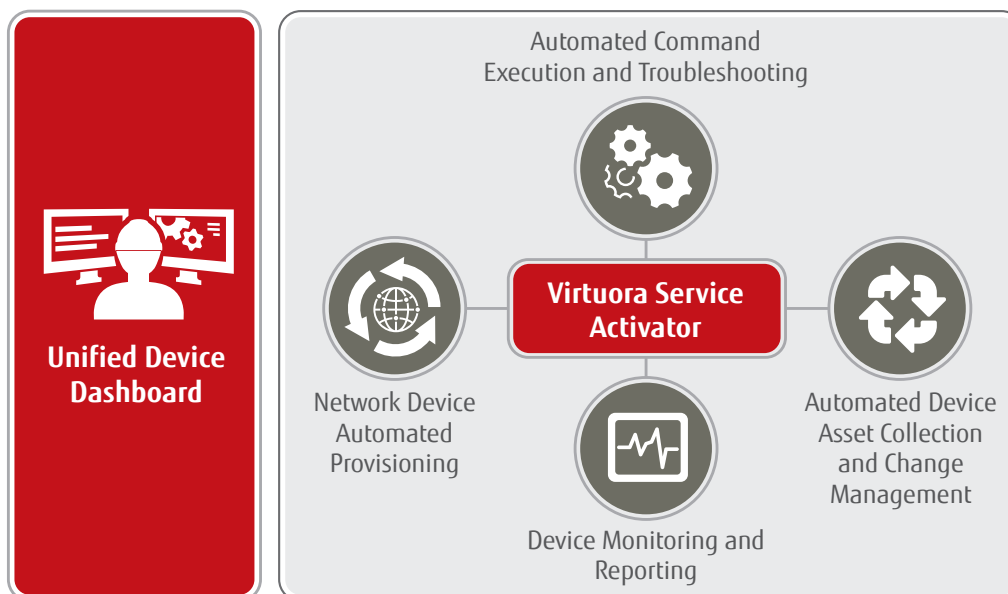 Unified Device
Dashboard
Automated Command
Execution and Troubleshooting
Virtuora Service
Activator
Network Device
Automated
Provisioning
Automated Device
Asset Collection
and Change
Management
Device Monitoring and
Reporting